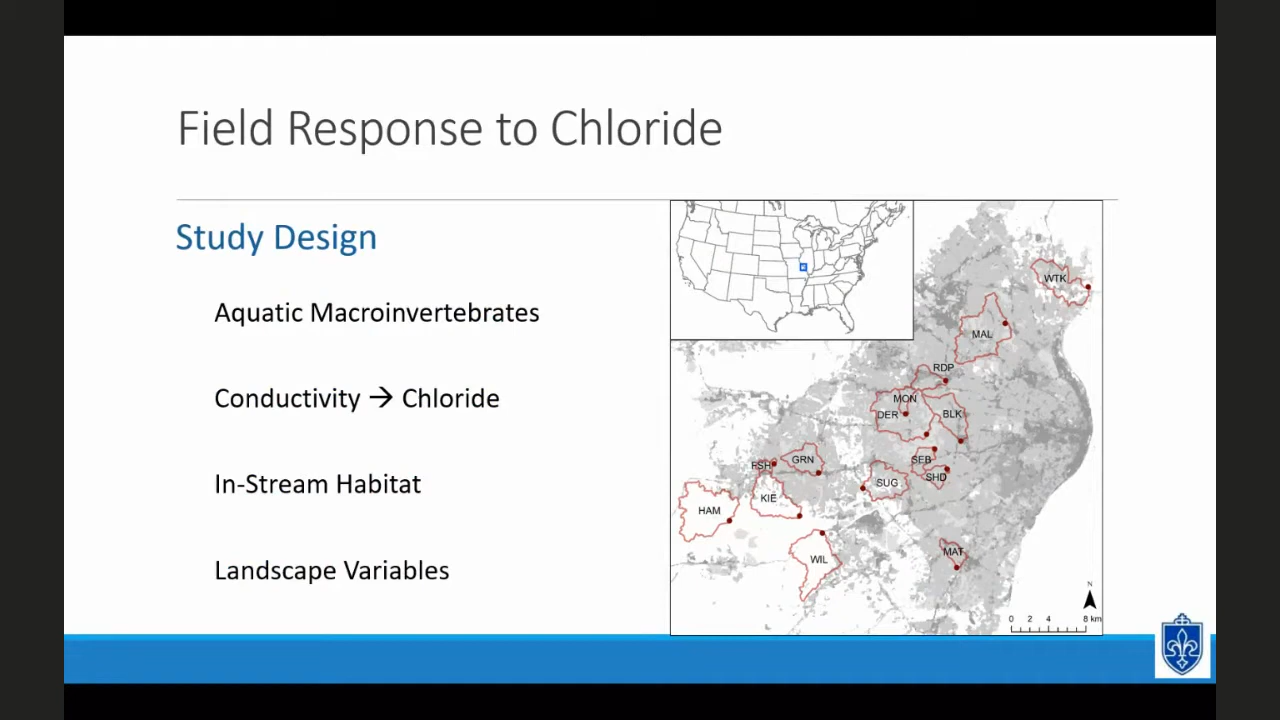 Field Response to Chloride
Study Design
Aquatic Macroinvertebrates
Conductivity → Chloride
In-Stream Habitat
Landscape Variables
WTK
MAL
RDP
MON
DER
BLK
SEB
SHD
GRN
FSH
SUG
KIE
HAM
WIL
MAT
N
0 2 4 8 km